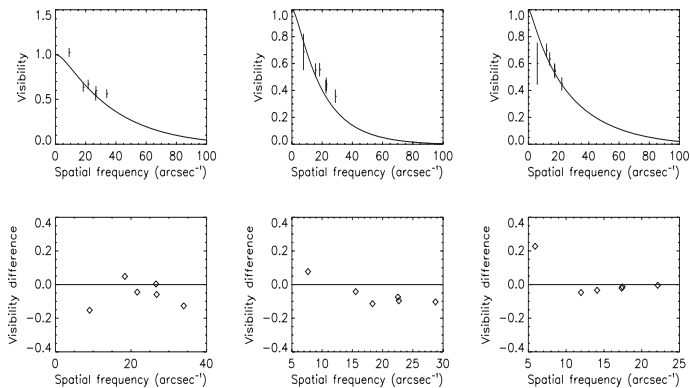 1.5
1.0
0.5
0.0
Visibility
0 20 40 60 80 100
Spatial frequency (arcsec⁻¹)
1.0
0.8
0.6
0.4
0.2
0.0
Visibility
0 20 40 60 80 100
Spatial frequency (arcsec⁻¹)
1.0
0.8
0.6
0.4
0.2
0.0
Visibility
0 20 40 60 80 100
Spatial frequency (arcsec⁻¹)
0.4
0.2
0.0
−0.2
−0.4
Visibility difference
0 10 20 30 40
Spatial frequency (arcsec⁻¹)
0.4
0.2
0.0
−0.2
−0.4
Visibility difference
5 10 15 20 25 30
Spatial frequency (arcsec⁻¹)
0.4
0.2
0.0
−0.2
−0.4
Visibility difference
5 10 15 20 25
Spatial frequency (arcsec⁻¹)